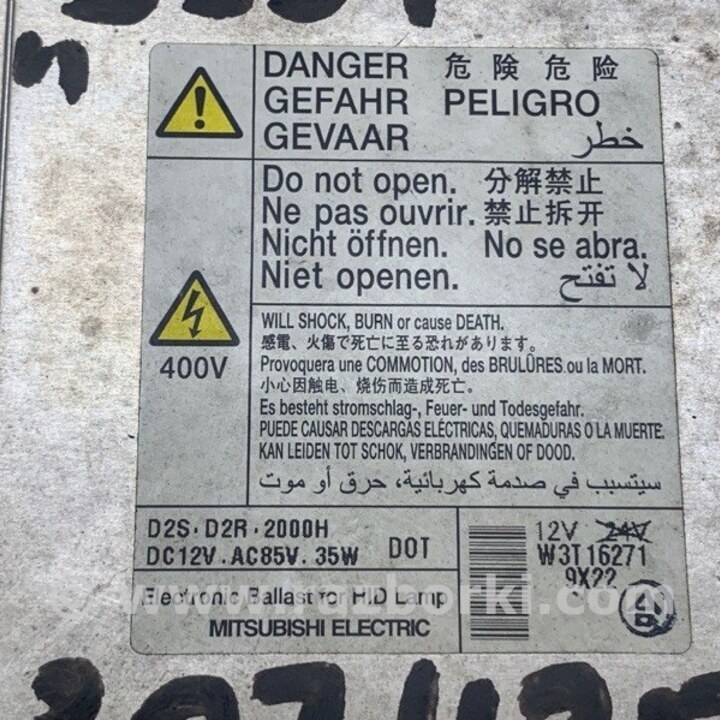 DANGER 危険 危险
GEFAHR PELIGRO
GEVAAR خطر
Do not open. 分解禁止
Ne pas ouvrir. 禁止拆开
Nicht öffnen. No se abra.
Niet openen. لا تفتح
400V
WILL SHOCK, BURN or cause DEATH.
感電、火傷で死亡に至る恐れがあります。
Provoquera une COMMOTION, des BRULÛRES ou la MORT.
小心因触电、烧伤而造成死亡。
Es besteht stromschlag-, Feuer- und Todesgefahr.
PUEDE CAUSAR DESCARGAS ELÉCTRICAS, QUEMADURAS O LA MUERTE.
KAN LEIDEN TOT SCHOK, VERBRANDINGEN OF DOOD.
سيتسبب في صدمة كهربائية، حرق أو موت
D2S·D2R·2000H
DC12V.AC85V.35W DOT
12V 24V
W3T16271
9X22
Electronic Ballast for HID Lamp
MITSUBISHI ELECTRIC
www.bazborki.com